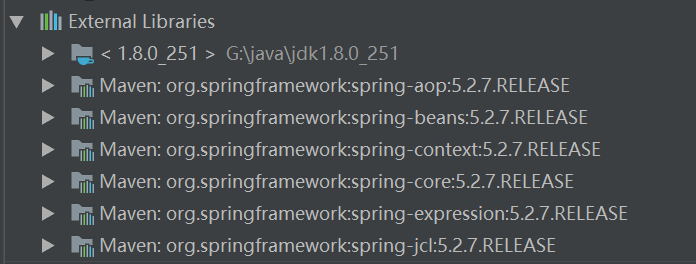 External Libraries
< 1.8.0_251 > G:\java\jdk1.8.0_251
Maven: org.springframework:spring-aop:5.2.7.RELEASE
Maven: org.springframework:spring-beans:5.2.7.RELEASE
Maven: org.springframework:spring-context:5.2.7.RELEASE
Maven: org.springframework:spring-core:5.2.7.RELEASE
Maven: org.springframework:spring-expression:5.2.7.RELEASE
Maven: org.springframework:spring-jcl:5.2.7.RELEASE